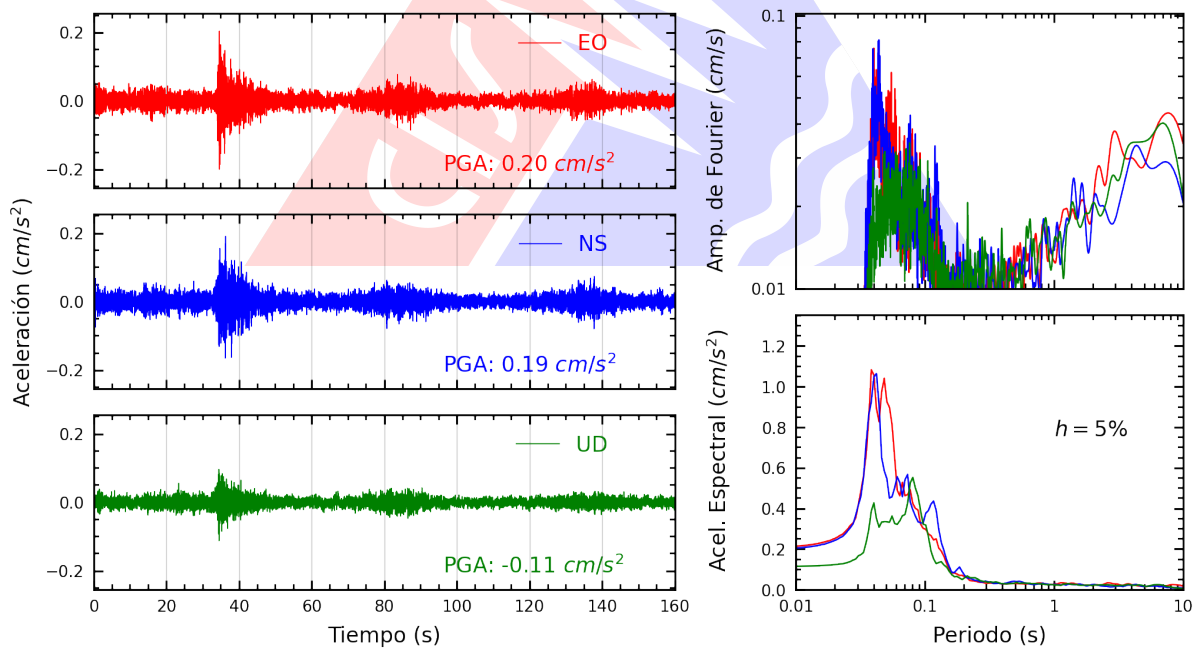 Aceleración (cm/s²)
0.2
0.0
−0.2
EO
PGA: 0.20 cm/s²
0.2
0.0
−0.2
NS
PGA: 0.19 cm/s²
0.2
0.0
−0.2
UD
PGA: -0.11 cm/s²
0 20 40 60 80 100 120 140 160
Tiempo (s)
Amp. de Fourier (cm/s)
0.1
0.01
Acel. Espectral (cm/s²)
1.2
1.0
0.8
0.6
0.4
0.2
0.0
h = 5%
0.01 0.1 1 10
Periodo (s)